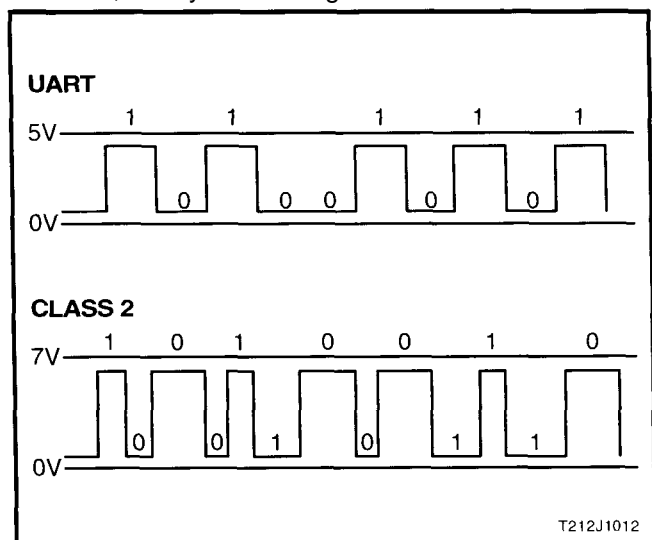 UART
1 1 1 1 1
5V
0 0 0 0 0
0V
CLASS 2
1 0 1 0 0 1 0
7V
0 0 1 0 1 1
0V
T212J1012